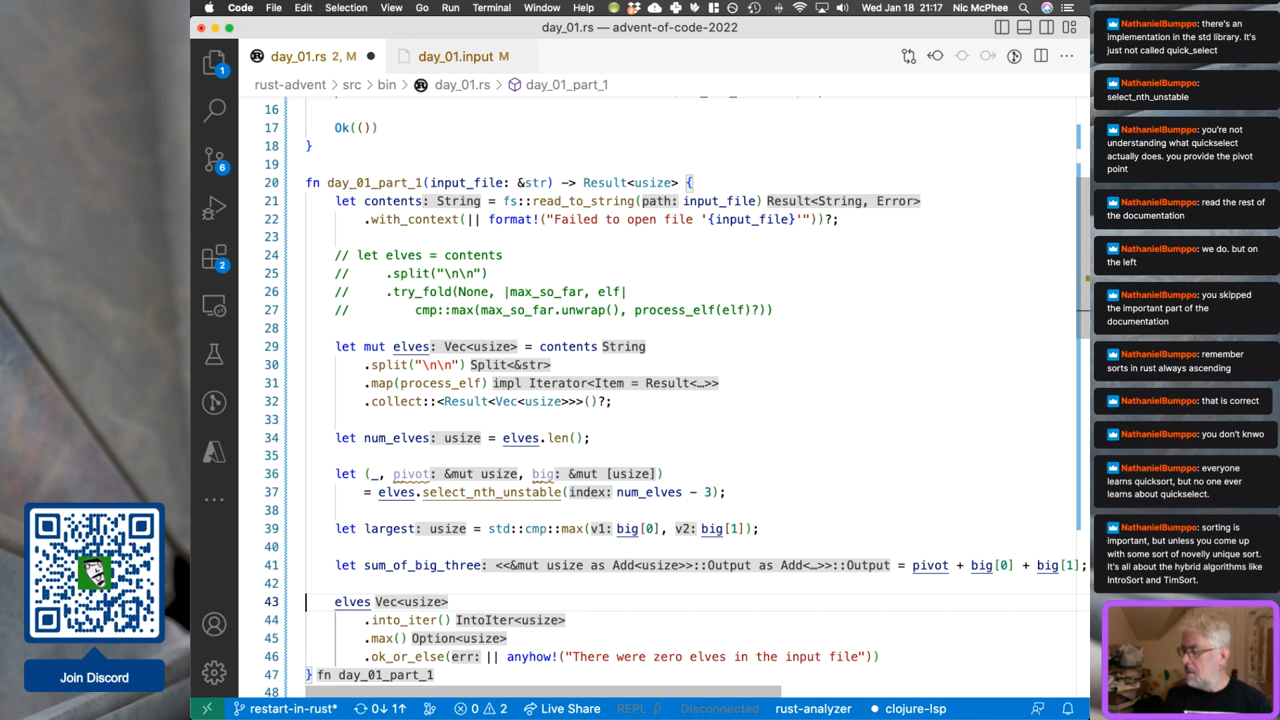 Code File Edit Selection View Go Run Terminal Window Help Wed Jan 18 21:17 Nic McPhee
day_01.rs — advent-of-code-2022
day_01.rs 2, M
day_01.input M
rust-advent > src > bin > day_01.rs > day_01_part_1
16
17 Ok(())
18 }
19
20 fn day_01_part_1(input_file: &str) -> Result<usize> {
21 let contents: String = fs::read_to_string(path: input_file) Result<String, Error>
22 .with_context(|| format!("Failed to open file '{input_file}'"))?;
23
24 // let elves = contents
25 // .split("\n\n")
26 // .try_fold(None, |max_so_far, elf|
27 // cmp::max(max_so_far.unwrap(), process_elf(elf)?))
28
29 let mut elves: Vec<usize> = contents String
30 .split("\n\n") Split<&str>
31 .map(process_elf) impl Iterator<Item = Result<…>>
32 .collect::<Result<Vec<usize>>>()?;
33
34 let num_elves: usize = elves.len();
35
36 let (_, pivot: &mut usize, big: &mut [usize])
37 = elves.select_nth_unstable(index: num_elves - 3);
38
39 let largest: usize = std::cmp::max(v1: big[0], v2: big[1]);
40
41 let sum_of_big_three: <<&mut usize as Add<usize>>::Output as Add<…>>::Output = pivot + big[0] + big[1];
42
43 elves Vec<usize>
44 .into_iter() IntoIter<usize>
45 .max() Option<usize>
46 .ok_or_else(err: || anyhow!("There were zero elves in the input file"))
47 } fn day_01_part_1
48
1
6
2
restart-in-rust* 0↓ 1↑ 0 2 Live Share REPL Disconnected rust-analyzer clojure-lsp
Join Discord
NathanielBumppo: there's an
implementation in the std library. It's
just not called quick_select
NathanielBumppo:
select_nth_unstable
NathanielBumppo: you're not
understanding what quickselect
actually does. you provide the pivot
point
NathanielBumppo: read the rest of
the documentation
NathanielBumppo: we do. but on
the left
NathanielBumppo: you skipped
the important part of the
documentation
NathanielBumppo: remember
sorts in rust always ascending
NathanielBumppo: that is correct
NathanielBumppo: you don't knwo
NathanielBumppo: everyone
learns quicksort, but no one ever
learns about quickselect.
NathanielBumppo: sorting is
important, but unless you come up
with some sort of novelly unique sort.
It's all about the hybrid algorithms like
IntroSort and TimSort.